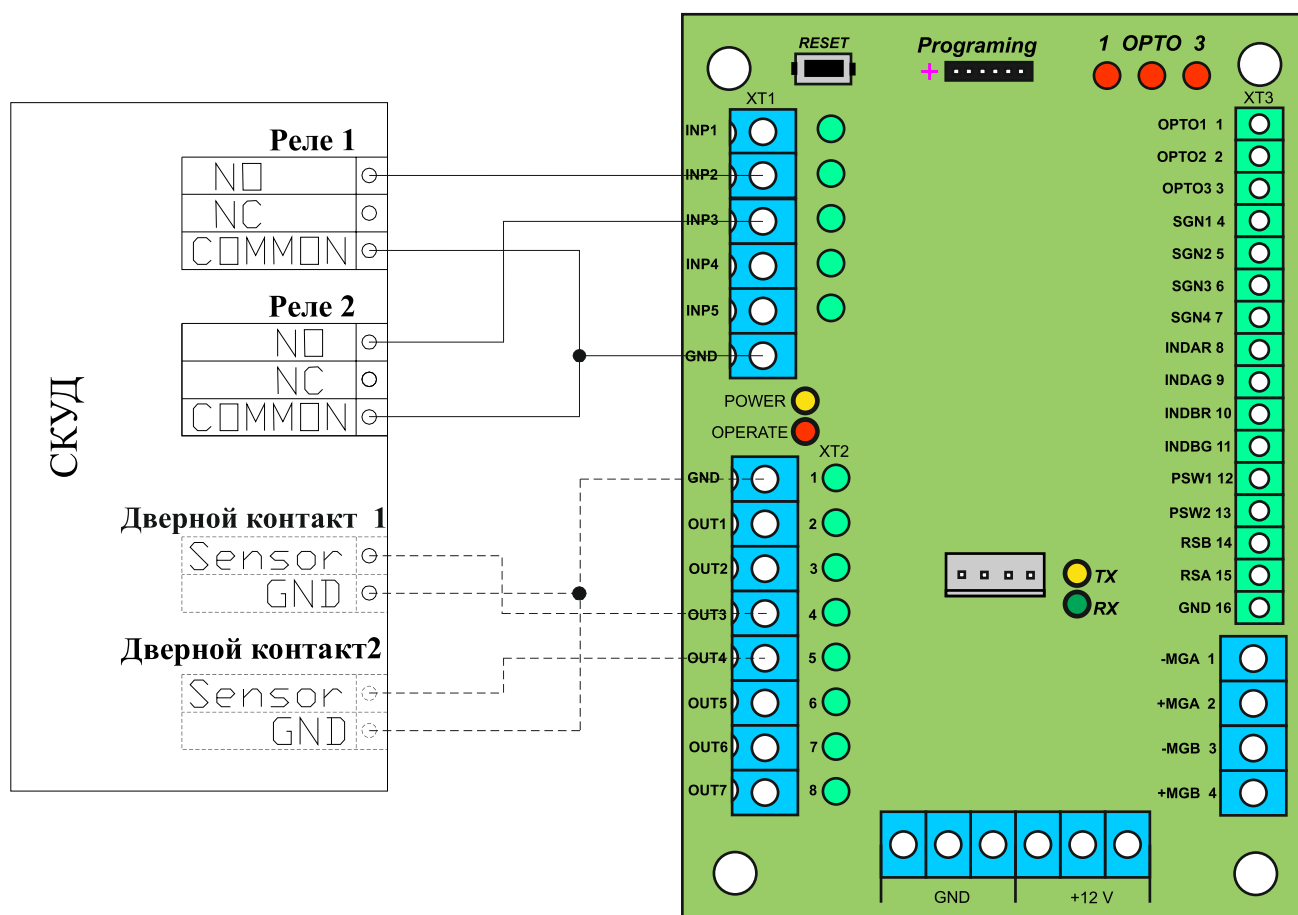 СКУД
Реле 1
NO
NC
COMMON
Реле 2
NO
NC
COMMON
Дверной контакт 1
Sensor
GND
Дверной контакт2
Sensor
GND
RESET
Programing
+
1 OPTO 3
XT1
INP1
INP2
INP3
INP4
INP5
GND
POWER
OPERATE
XT2
GND 1
OUT1 2
OUT2 3
OUT3 4
OUT4 5
OUT5 6
OUT6 7
OUT7 8
TX
RX
XT3
OPTO1 1
OPTO2 2
OPTO3 3
SGN1 4
SGN2 5
SGN3 6
SGN4 7
INDAR 8
INDAG 9
INDBR 10
INDBG 11
PSW1 12
PSW2 13
RSB 14
RSA 15
GND 16
-MGA 1
+MGA 2
-MGB 3
+MGB 4
GND
+12 V